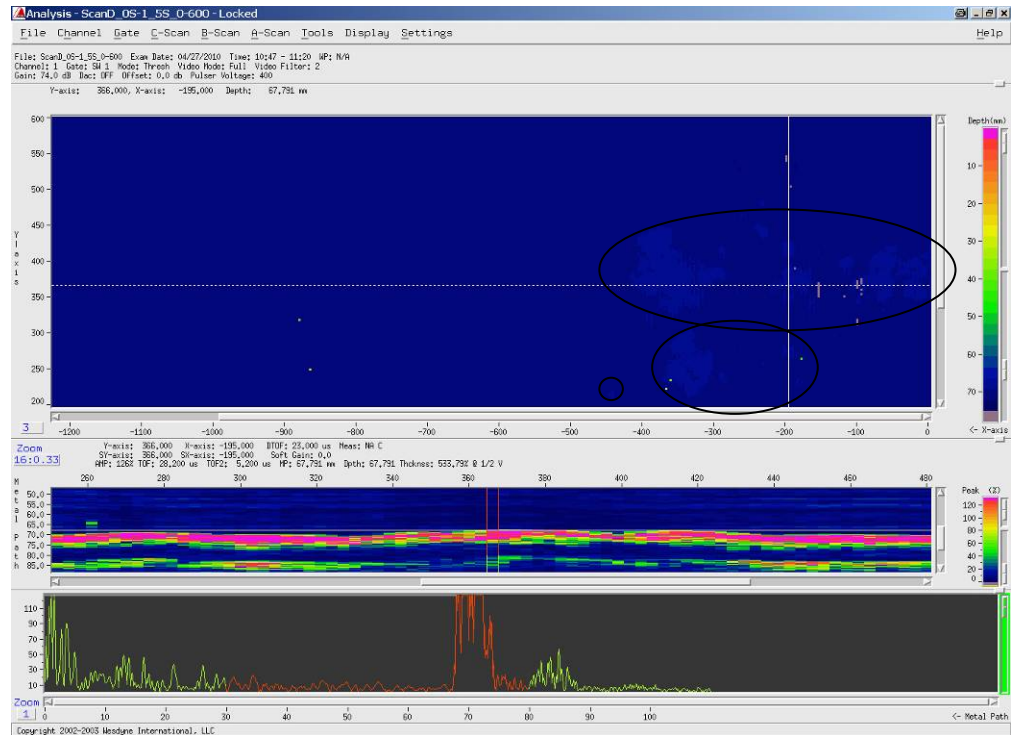 Analysis - ScanD_0S-1_5S_0-600 - Locked
File Channel Gate C-Scan B-Scan A-Scan Tools Display Settings Help
File: ScanD_0S-1_5S_0-600 Exam Date: 04/27/2010 Time: 10:47 - 11:20 WP: N/A
Channel: 1 Gate: SW 1 Mode: Thresh Video Mode: Full Video Filter: 2
Gain: 74.0 dB Dac: OFF Offset: 0.0 db Pulser Voltage: 400
Y-axis: 366.000, X-axis: -195.000 Depth: 67.791 mm
Depth(mm)
600
550
500
450
400
350
300
250
200
Y-axis
10
20
30
40
50
60
70
3
-1200 -1100 -1000 -900 -800 -700 -600 -500 -400 -300 -200 -100 0
<- X-axis
Zoom
16:0.33
Y-axis: 366.000 X-axis: -195.000 DTOF: 23.000 us Meas: NA C
SY-axis: 366.000 SX-axis: -195.000 Soft Gain: 0.0
AMP: 126% TOF: 28.200 us TOF2: 5.200 us MP: 67.791 mm Dpth: 67.791 Thcknss: 533.79% @ 1/2 V
260 280 300 320 340 360 380 400 420 440 460 480
Metal Path
50.0
55.0
60.0
65.0
70.0
75.0
80.0
85.0
Peak (%)
120
100
80
60
40
20
0
110
90
70
50
30
10
Zoom
1
0 10 20 30 40 50 60 70 80 90 100
<- Metal Path
Copyright 2002-2003 Wesdyne International, LLC